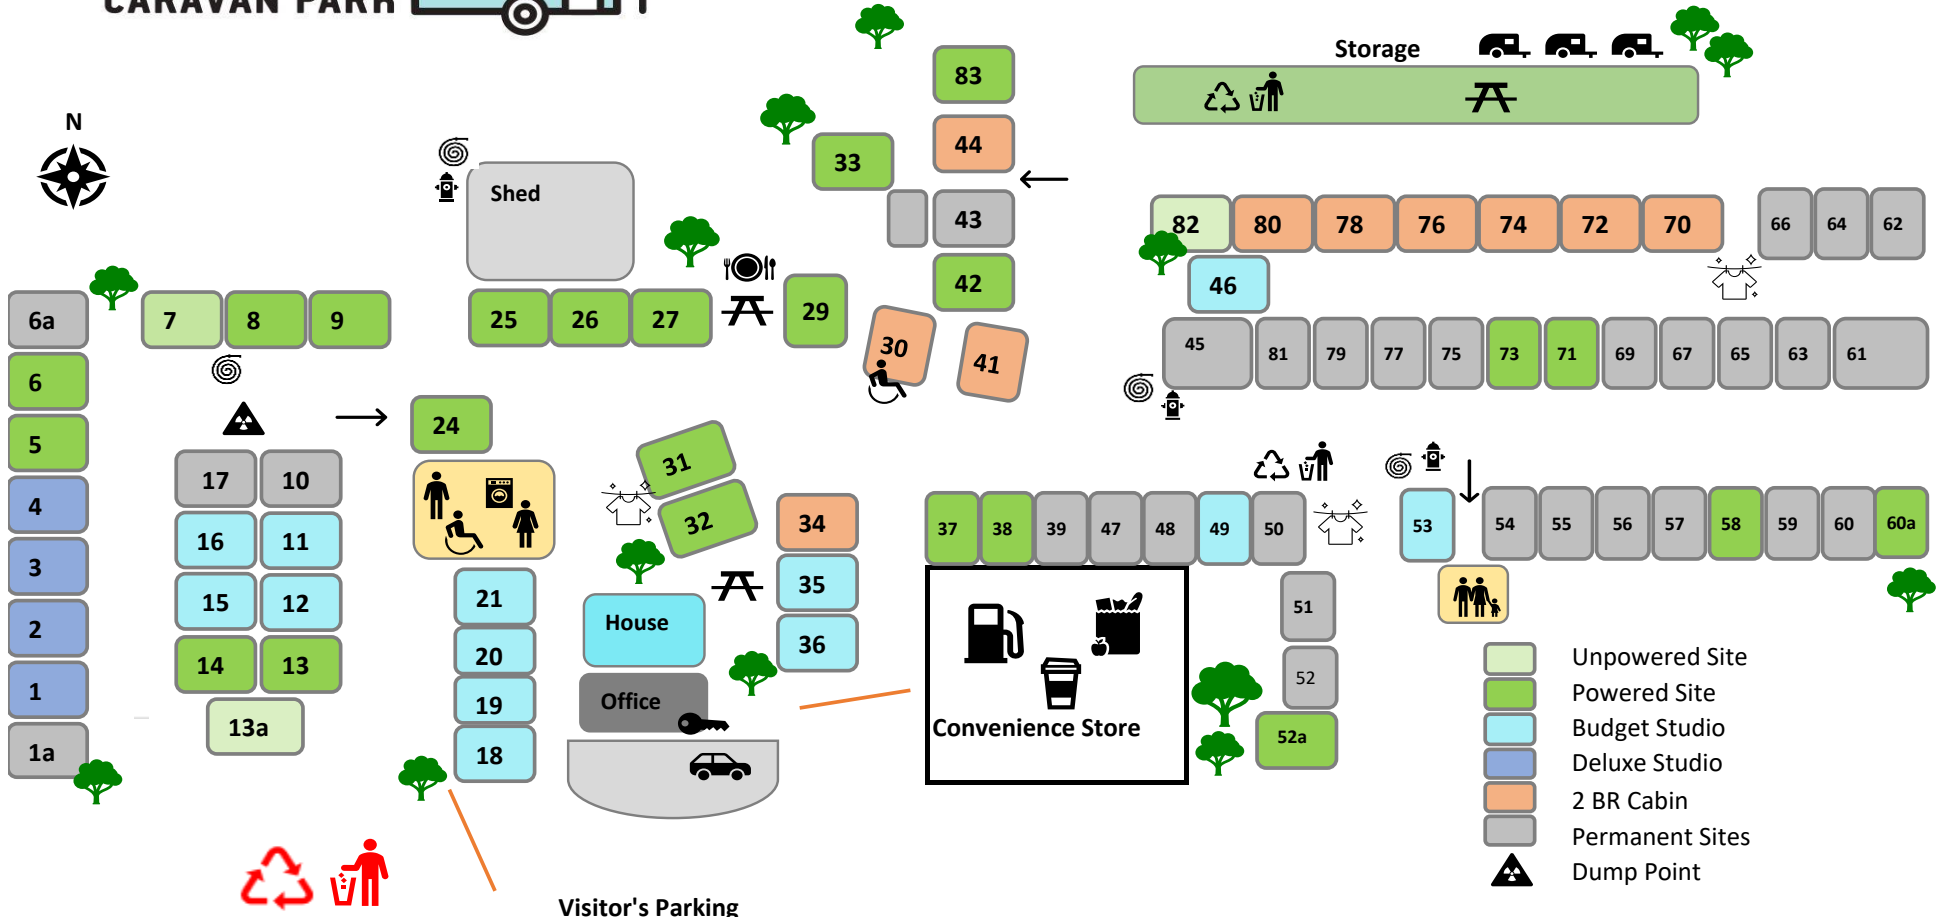 CARAVAN PARK
Storage
N
83
44
33
Shed
43
82 80 78 76 74 72 70
66 64 62
42
46
6a
7 8 9
25 26 27
29
30
41
45 81 79 77 75 73 71 69 67 65 63 61
6
5
24
17 10
31
32
4
16 11
34
37 38 39 47 48 49 50
53
54 55 56 57 58 59 60 60a
3
15 12
21
35
House
51
2
20
36
14 13
52
1
19
Office
13a
18
1a
Convenience Store
52a
Unpowered Site
Powered Site
Budget Studio
Deluxe Studio
2 BR Cabin
Permanent Sites
Dump Point
Visitor's Parking